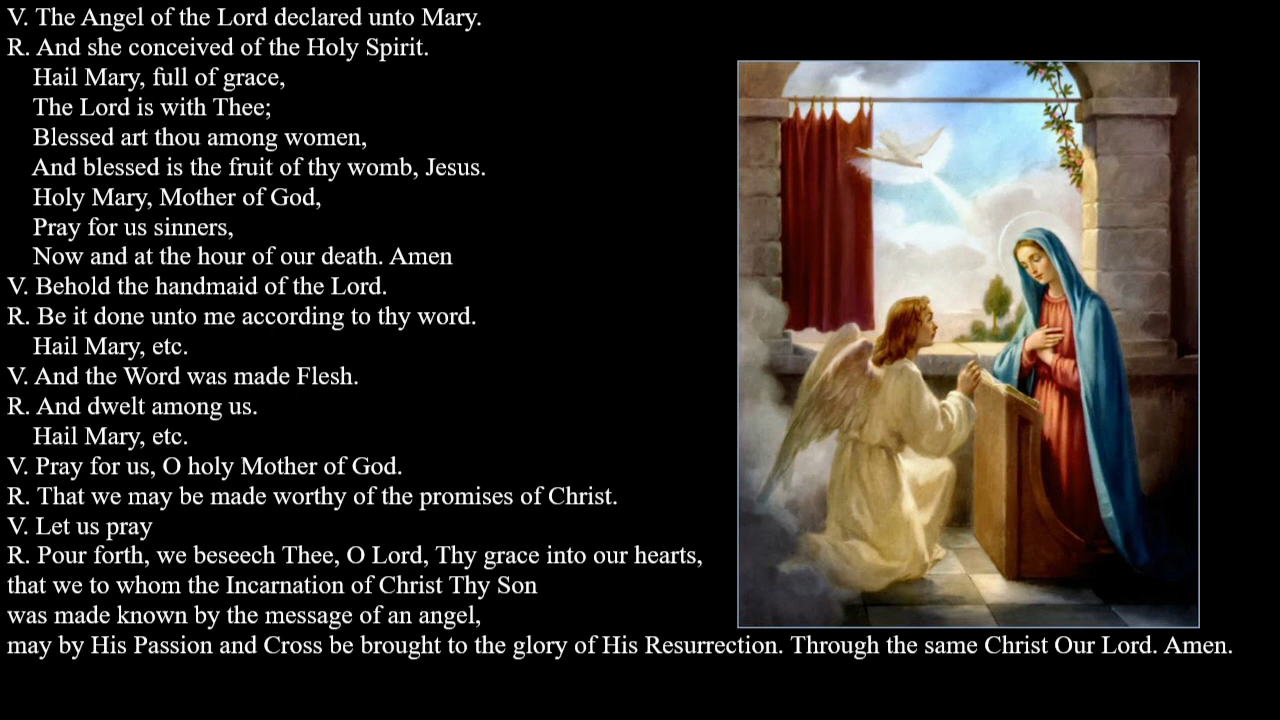 V. The Angel of the Lord declared unto Mary.
R. And she conceived of the Holy Spirit.
Hail Mary, full of grace,
The Lord is with Thee;
Blessed art thou among women,
And blessed is the fruit of thy womb, Jesus.
Holy Mary, Mother of God,
Pray for us sinners,
Now and at the hour of our death. Amen
V. Behold the handmaid of the Lord.
R. Be it done unto me according to thy word.
Hail Mary, etc.
V. And the Word was made Flesh.
R. And dwelt among us.
Hail Mary, etc.
V. Pray for us, O holy Mother of God.
R. That we may be made worthy of the promises of Christ.
V. Let us pray
R. Pour forth, we beseech Thee, O Lord, Thy grace into our hearts,
that we to whom the Incarnation of Christ Thy Son
was made known by the message of an angel,
may by His Passion and Cross be brought to the glory of His Resurrection. Through the same Christ Our Lord. Amen.